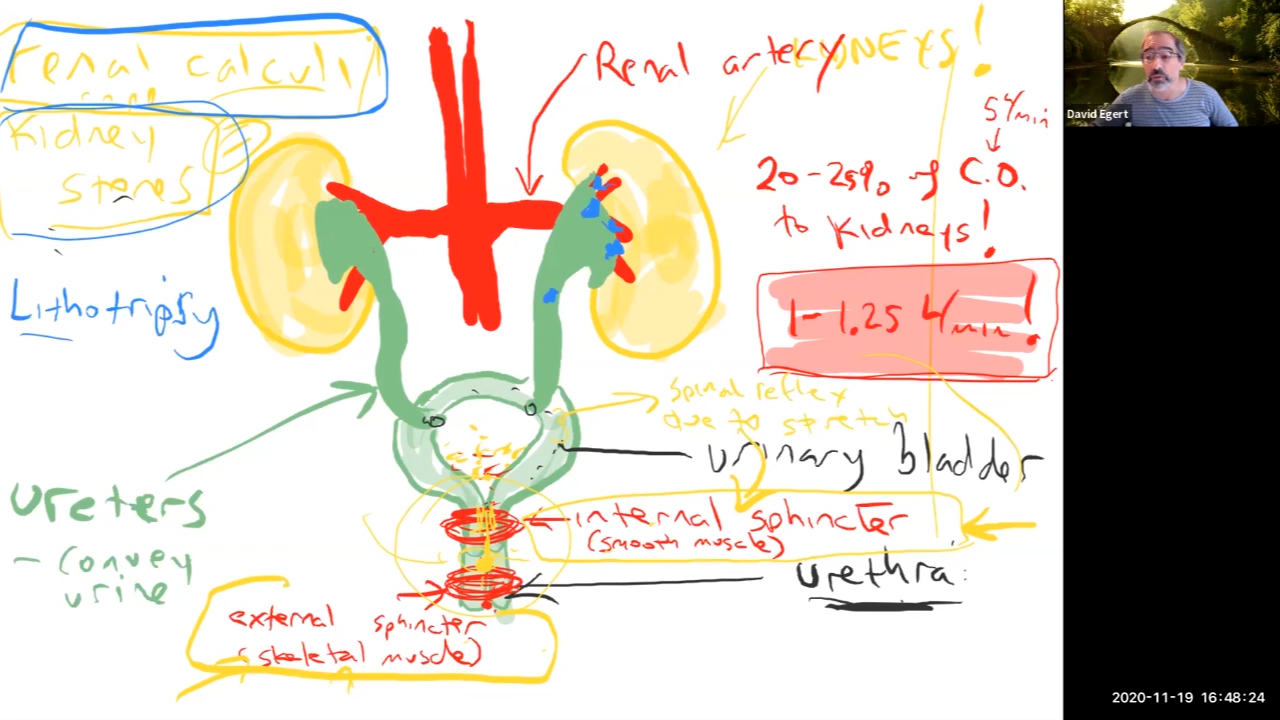 renal calculi
Kidney
stones
Lithotripsy
Renal artery
KIDNEYS!
5 L/min
20-25% of C.O.
to Kidneys!
1-1.25 L/min!
Spinal reflex
due to stretch
urinary bladder
internal sphincter
(smooth muscle)
urethra:
ureters
- convey
urine
external sphincter
(skeletal muscle)
David Egert
2020-11-19 16:48:24